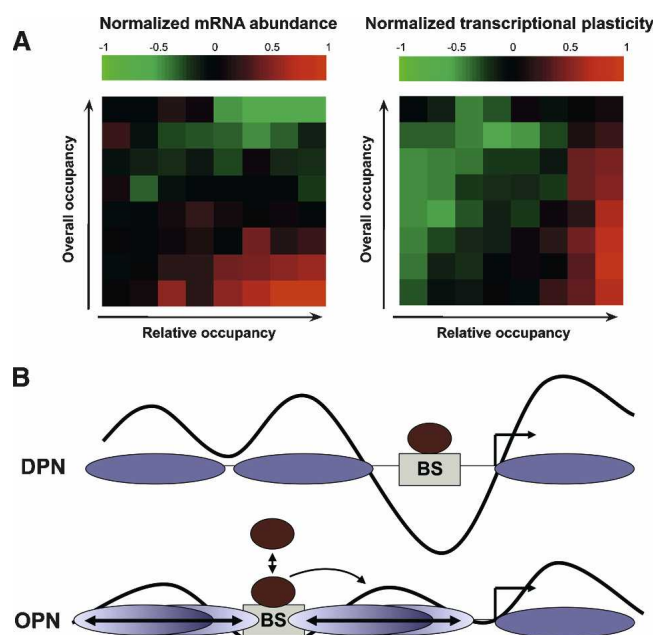 A
Normalized mRNA abundance
-1 -0.5 0 0.5 1
Overall occupancy
Relative occupancy
Normalized transcriptional plasticity
-1 -0.5 0 0.5 1
Overall occupancy
Relative occupancy
B
DPN
BS
OPN
BS